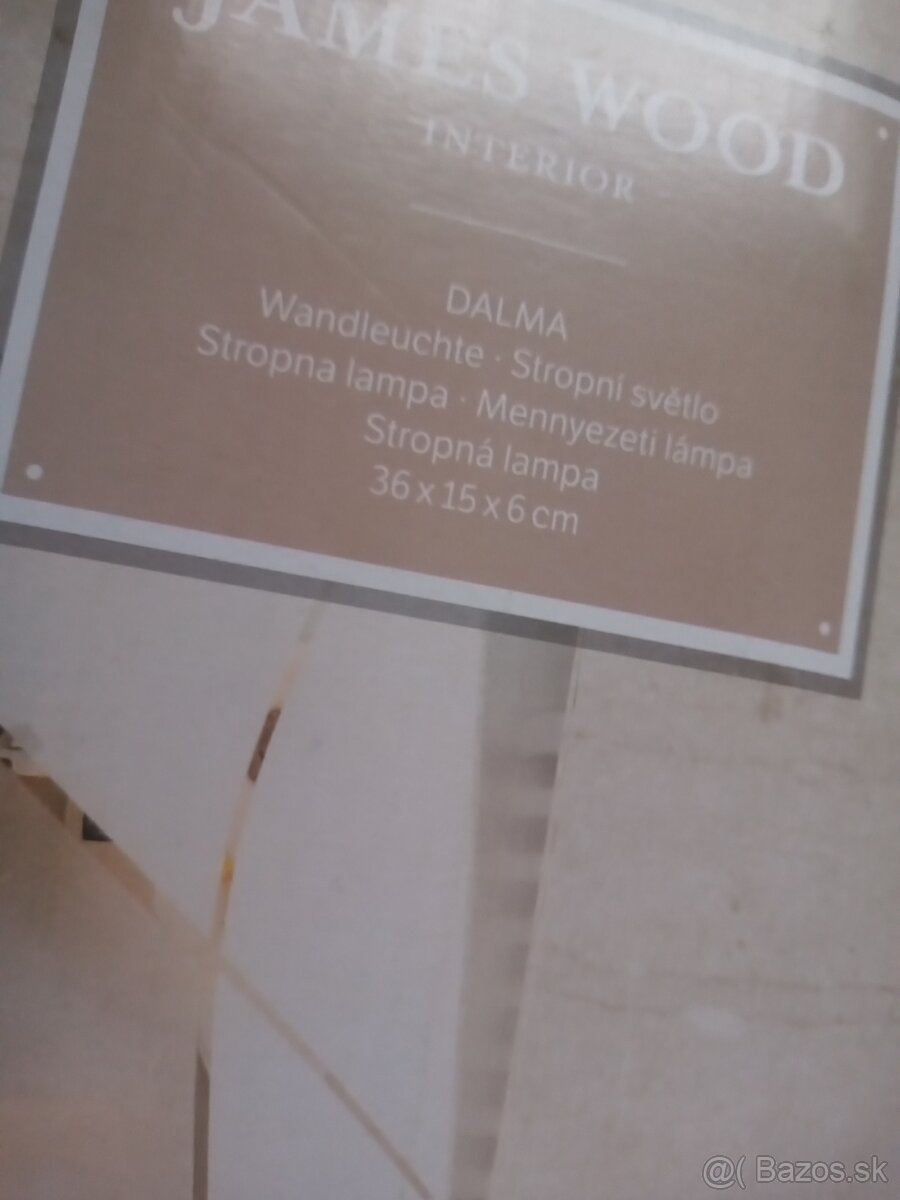 JAMES WOOD
INTERIOR
DALMA
Wandleuchte · Stropní světlo
Stropna lampa · Mennyezeti lámpa
Stropná lampa
36 x 15 x 6 cm
@( Bazos.sk